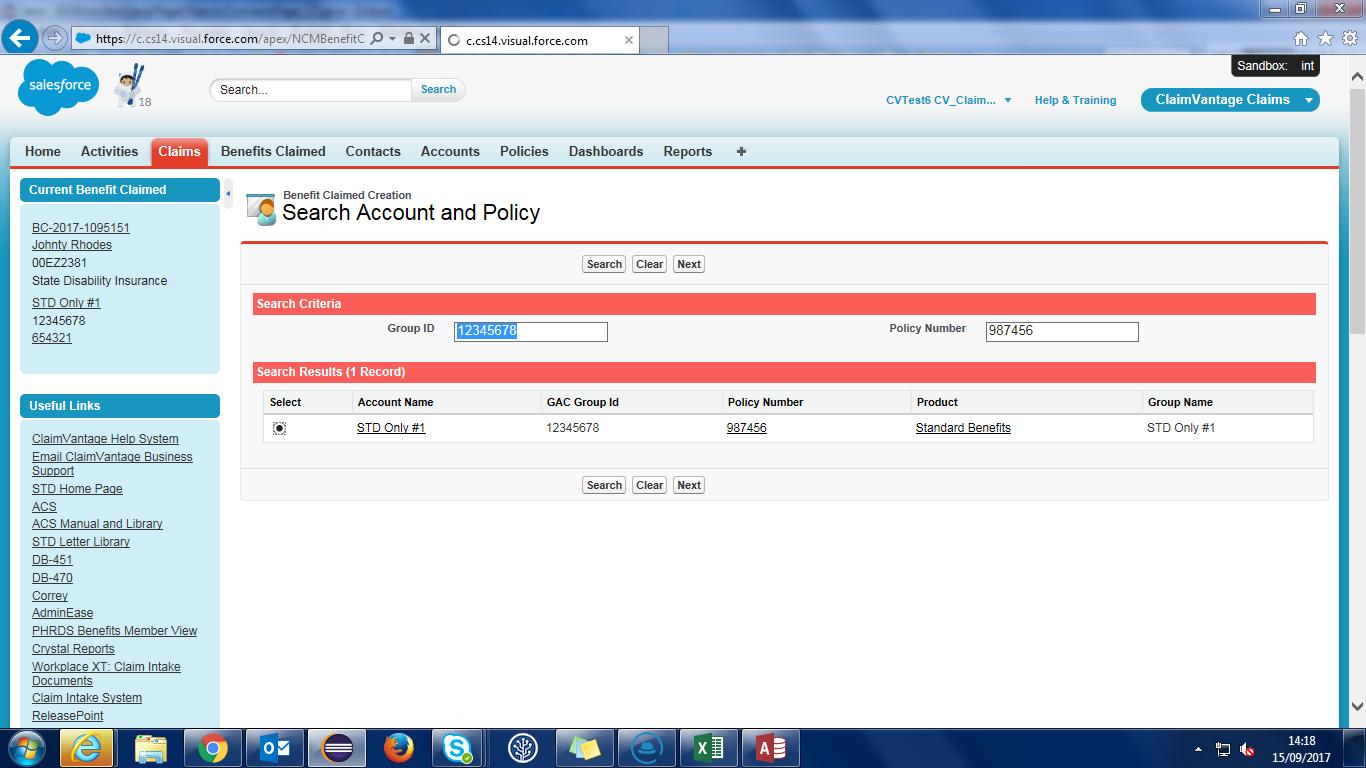 https://c.cs14.visual.force.com/apex/NCMBenefitC
c.cs14.visual.force.com
Sandbox: int
salesforce
18
Search...
Search
CVTest6 CV_Claim...
Help & Training
ClaimVantage Claims
Home Activities Claims Benefits Claimed Contacts Accounts Policies Dashboards Reports
Current Benefit Claimed
BC-2017-1095151
Johnty Rhodes
00EZ2381
State Disability Insurance
STD Only #1
12345678
654321
Useful Links
ClaimVantage Help System
Email ClaimVantage Business
Support
STD Home Page
ACS
ACS Manual and Library
STD Letter Library
DB-451
DB-470
Correy
AdminEase
PHRDS Benefits Member View
Crystal Reports
Workplace XT: Claim Intake
Documents
Claim Intake System
ReleasePoint
Benefit Claimed Creation
Search Account and Policy
Search Clear Next
Search Criteria
Group ID 12345678 Policy Number 987456
Search Results (1 Record)
Select Account Name GAC Group Id Policy Number Product Group Name
STD Only #1 12345678 987456 Standard Benefits STD Only #1
Search Clear Next
14:18
15/09/2017